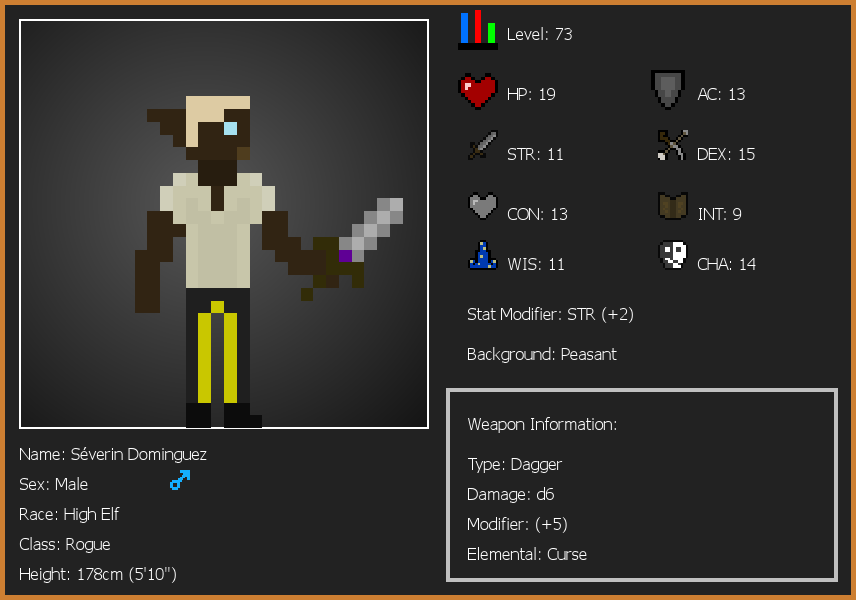 Level: 73
HP: 19
AC: 13
STR: 11
DEX: 15
CON: 13
INT: 9
WIS: 11
CHA: 14
Stat Modifier: STR (+2)
Background: Peasant
Weapon Information:
Type: Dagger
Damage: d6
Modifier: (+5)
Elemental: Curse
Name: Séverin Dominguez
Sex: Male
Race: High Elf
Class: Rogue
Height: 178cm (5'10")